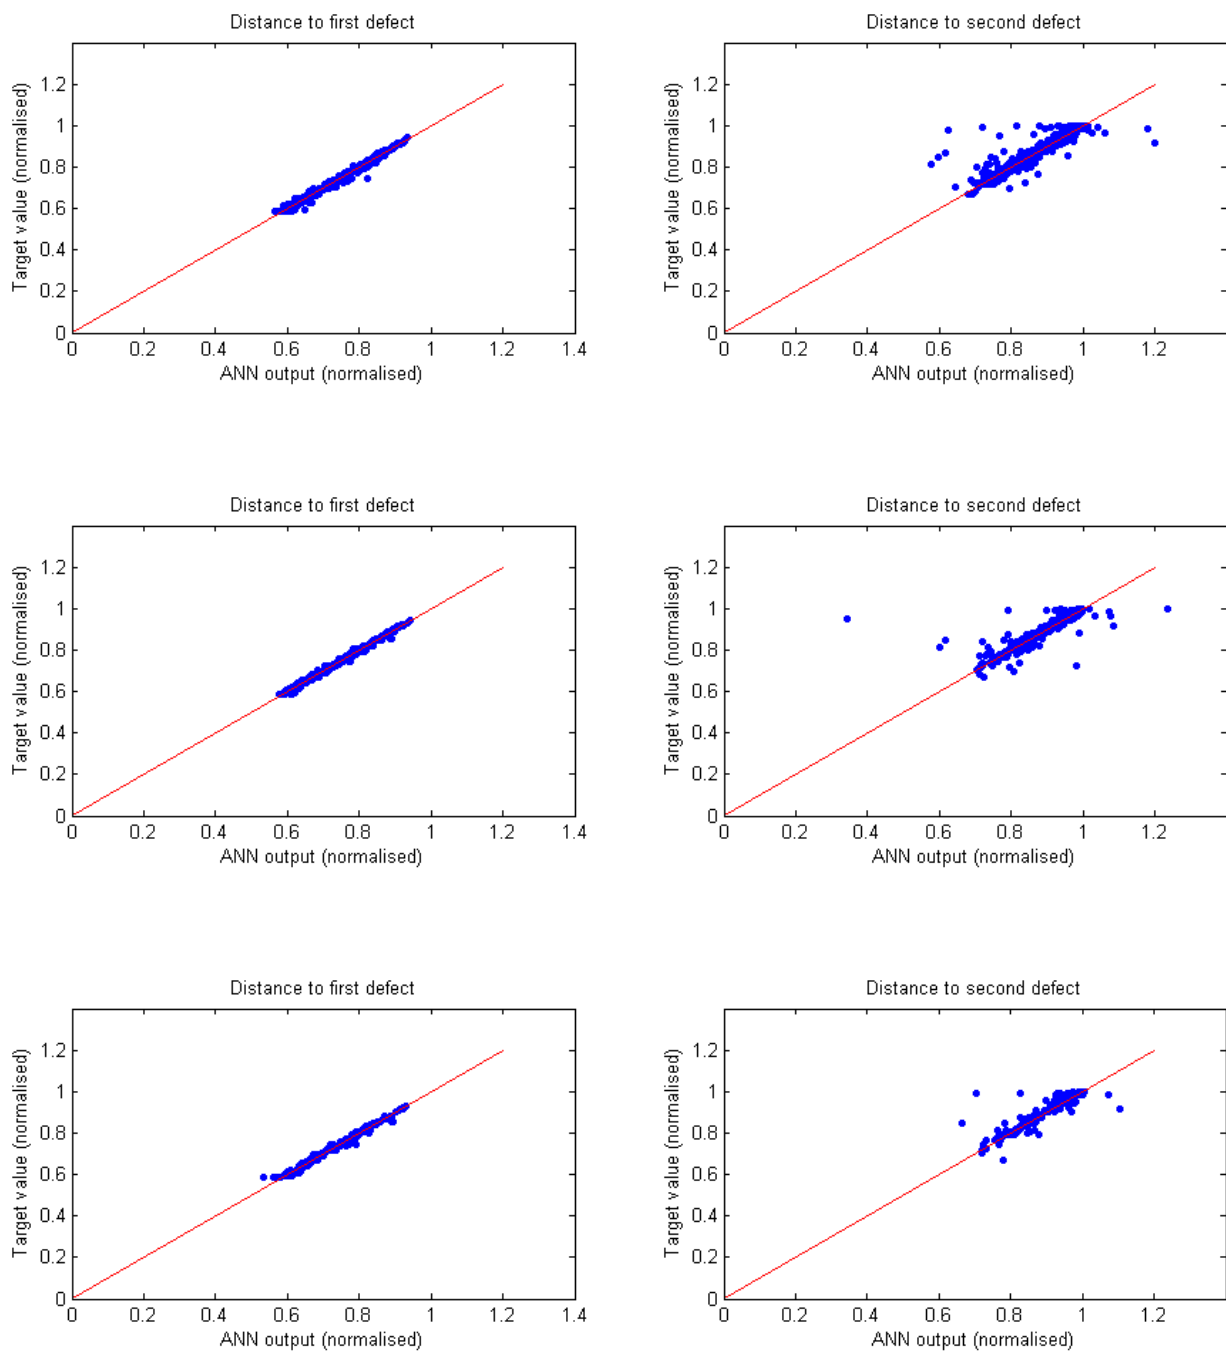 Distance to first defect
Distance to second defect
Target value (normalised)
1.2
1
0.8
0.6
0.4
0.2
0
0 0.2 0.4 0.6 0.8 1 1.2 1.4
ANN output (normalised)
Target value (normalised)
1.2
1
0.8
0.6
0.4
0.2
0
0 0.2 0.4 0.6 0.8 1 1.2
ANN output (normalised)
Distance to first defect
Distance to second defect
Target value (normalised)
1.2
1
0.8
0.6
0.4
0.2
0
0 0.2 0.4 0.6 0.8 1 1.2 1.4
ANN output (normalised)
Target value (normalised)
1.2
1
0.8
0.6
0.4
0.2
0
0 0.2 0.4 0.6 0.8 1 1.2
ANN output (normalised)
Distance to first defect
Distance to second defect
Target value (normalised)
1.2
1
0.8
0.6
0.4
0.2
0
0 0.2 0.4 0.6 0.8 1 1.2 1.4
ANN output (normalised)
Target value (normalised)
1.2
1
0.8
0.6
0.4
0.2
0
0 0.2 0.4 0.6 0.8 1 1.2
ANN output (normalised)